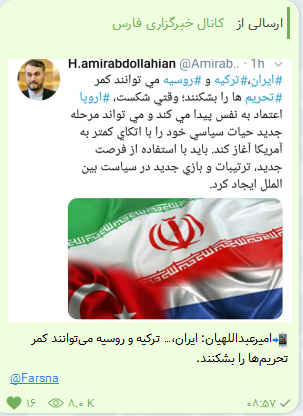 ارسالی از کانال خبرگزاری فارس
H.amirabdollahian @Amirab.. · 1h
#ایران،#ترکیه و #روسیه می توانند کمر
#تحریم ها را بشکنند؛ وقتي شکست، #اروپا
اعتماد به نفس پیدا می کند و می تواند مرحله
جدید حیات سیاسي خود را با اتکاي کمتر به
آمریکا آغاز کند. باید با استفاده از فرصت
جدید، ترتیبات و بازي جدید در سیاست بین
الملل ایجاد کرد.
امیرعبداللهیان: ایران،… ترکیه و روسیه می‌توانند کمر
تحریم‌ها را بشکنند.
@Farsna
۱۶ ۸.۰ K ۰۸:۵۷